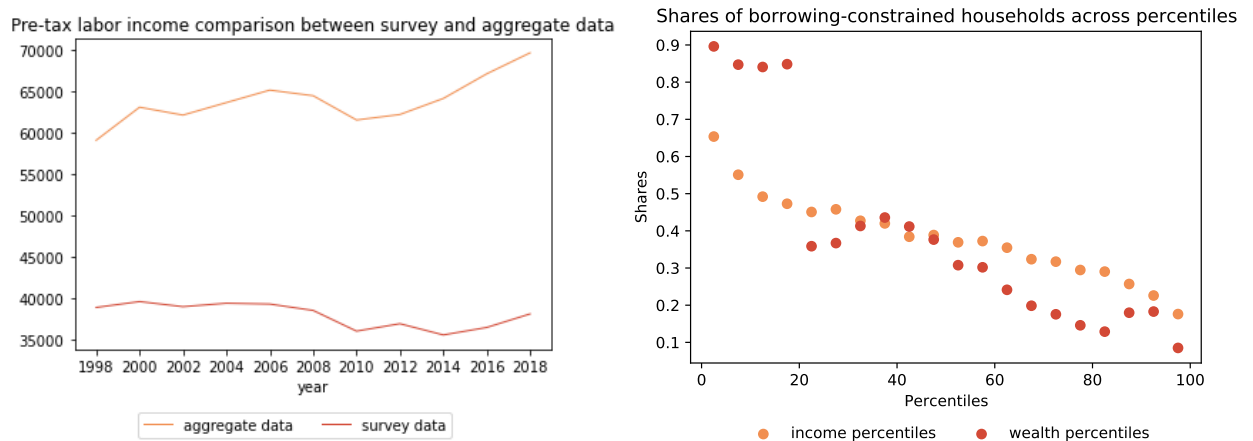 Pre-tax labor income comparison between survey and aggregate data
70000
65000
60000
55000
50000
45000
40000
35000
1998 2000 2002 2004 2006 2008 2010 2012 2014 2016 2018
year
aggregate data survey data
Shares of borrowing-constrained households across percentiles
0.9
0.8
0.7
0.6
0.5
0.4
0.3
0.2
0.1
Shares
0 20 40 60 80 100
Percentiles
income percentiles wealth percentiles